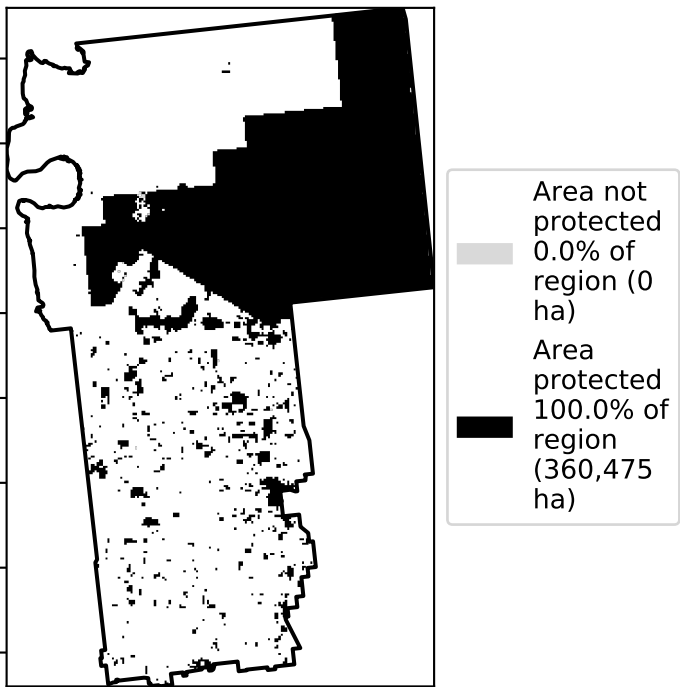 Area not
protected
0.0% of
region (0
ha)
Area
protected
100.0% of
region
(360,475
ha)